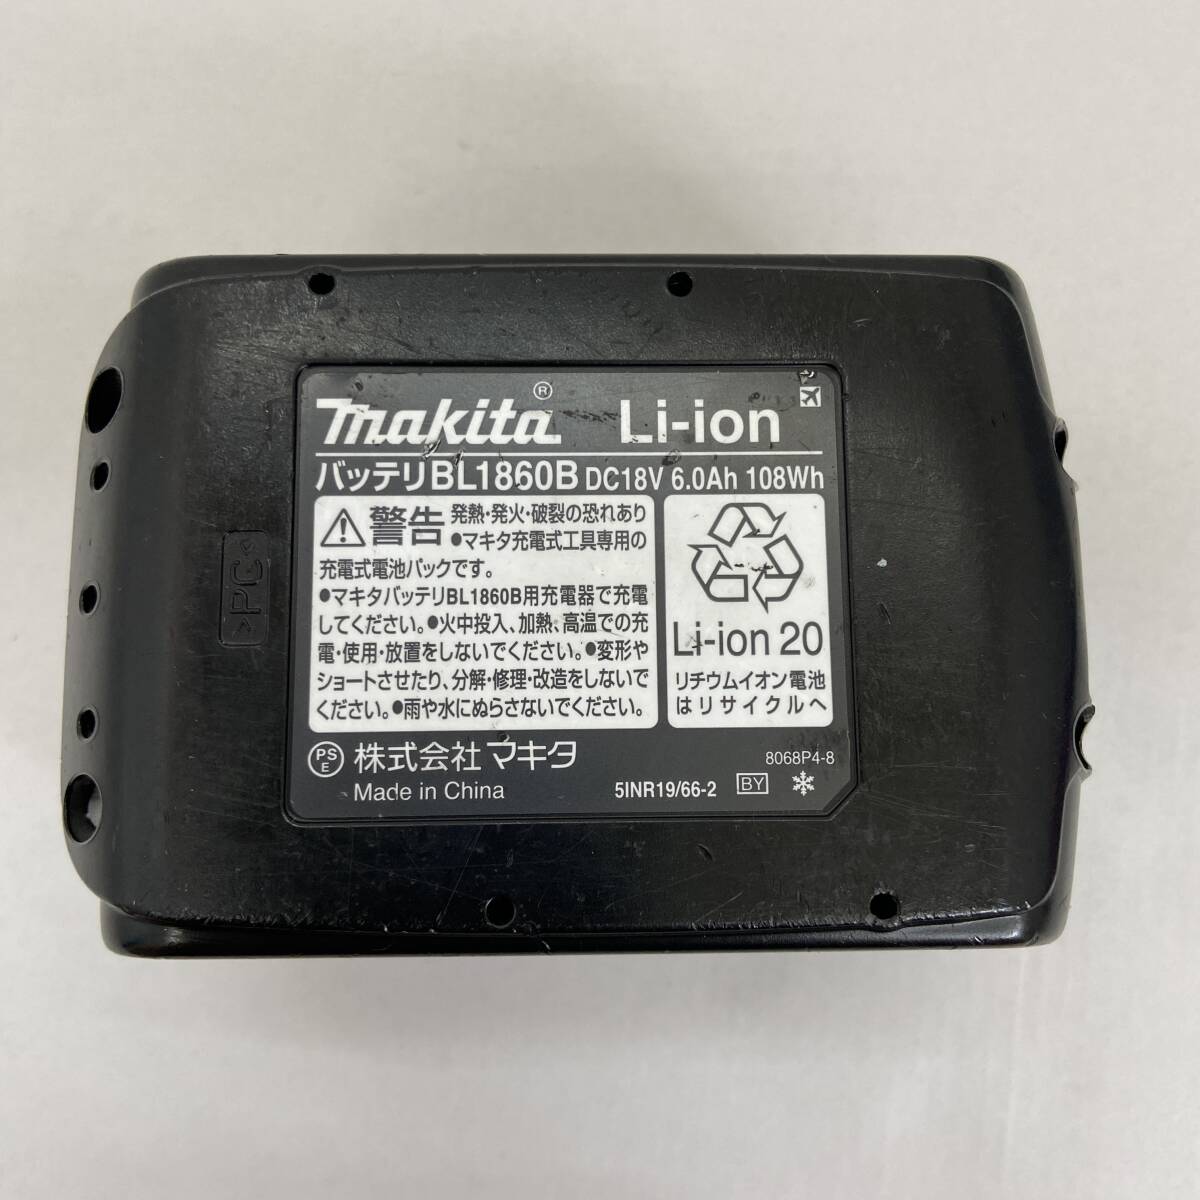 makita® Li-ion
バッテリBL1860B DC18V 6.0Ah 108Wh
⚠警告 発熱・発火・破裂の恐れあり
●マキタ充電式工具専用の
充電式電池パックです。
●マキタバッテリBL1860B用充電器で充電
してください。●火中投入、加熱、高温での充
電・使用・放置をしないでください。●変形や
ショートさせたり、分解・修理・改造をしないで
ください。●雨や水にぬらさないでください。
Li-ion 20
リチウムイオン電池
はリサイクルへ
PS
E
株式会社マキタ
Made in China
8068P4-8
5INR19/66-2 BY
>PC<